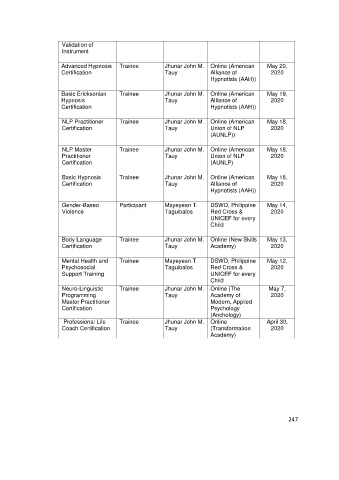 Validation of
Instrument
Advanced Hypnosis Certification | Trainee | Jhunar John M. Tauy | Online (American Alliance of Hypnotists (AAH)) | May 20, 2020
Basic Ericksonian Hypnosis Certification | Trainee | Jhunar John M. Tauy | Online (American Alliance of Hypnotists (AAH)) | May 19, 2020
NLP Practitioner Certification | Trainee | Jhunar John M. Tauy | Online (American Union of NLP (AUNLP)) | May 18, 2020
NLP Master Practitioner Certification | Trainee | Jhunar John M. Tauy | Online (American Union of NLP (AUNLP) | May 18, 2020
Basic Hypnosis Certification | Trainee | Jhunar John M. Tauy | Online (American Alliance of Hypnotists (AAH)) | May 18, 2020
Gender-Based Violence | Participant | Mayeyean T. Taguibalos | DSWD, Philippine Red Cross & UNICEF for every Child | May 14, 2020
Body Language Certification | Trainee | Jhunar John M. Tauy | Online (New Skills Academy) | May 13, 2020
Mental Health and Psychosocial Support Training | Trainee | Mayeyean T. Taguibalos | DSWD, Philippine Red Cross & UNICEF for every Child | May 12, 2020
Neuro-Linguistic Programming Master Practitioner Certification | Trainee | Jhunar John M. Tauy | Online (The Academy of Modern, Applied Psychology (Anchology) | May 7, 2020
Professional Life Coach Certification | Trainee | Jhunar John M. Tauy | Online (Transformation Academy) | April 30, 2020
247